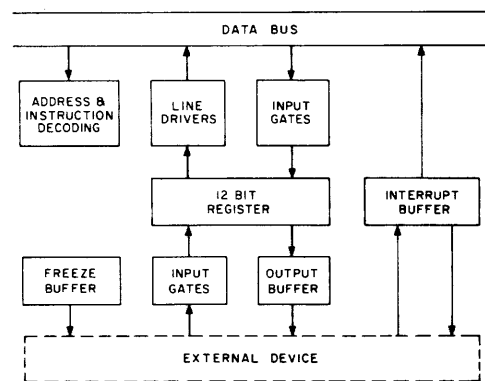 DATA BUS
ADDRESS &
INSTRUCTION
DECODING
LINE
DRIVERS
INPUT
GATES
12 BIT
REGISTER
INTERRUPT
BUFFER
FREEZE
BUFFER
INPUT
GATES
OUTPUT
BUFFER
EXTERNAL DEVICE